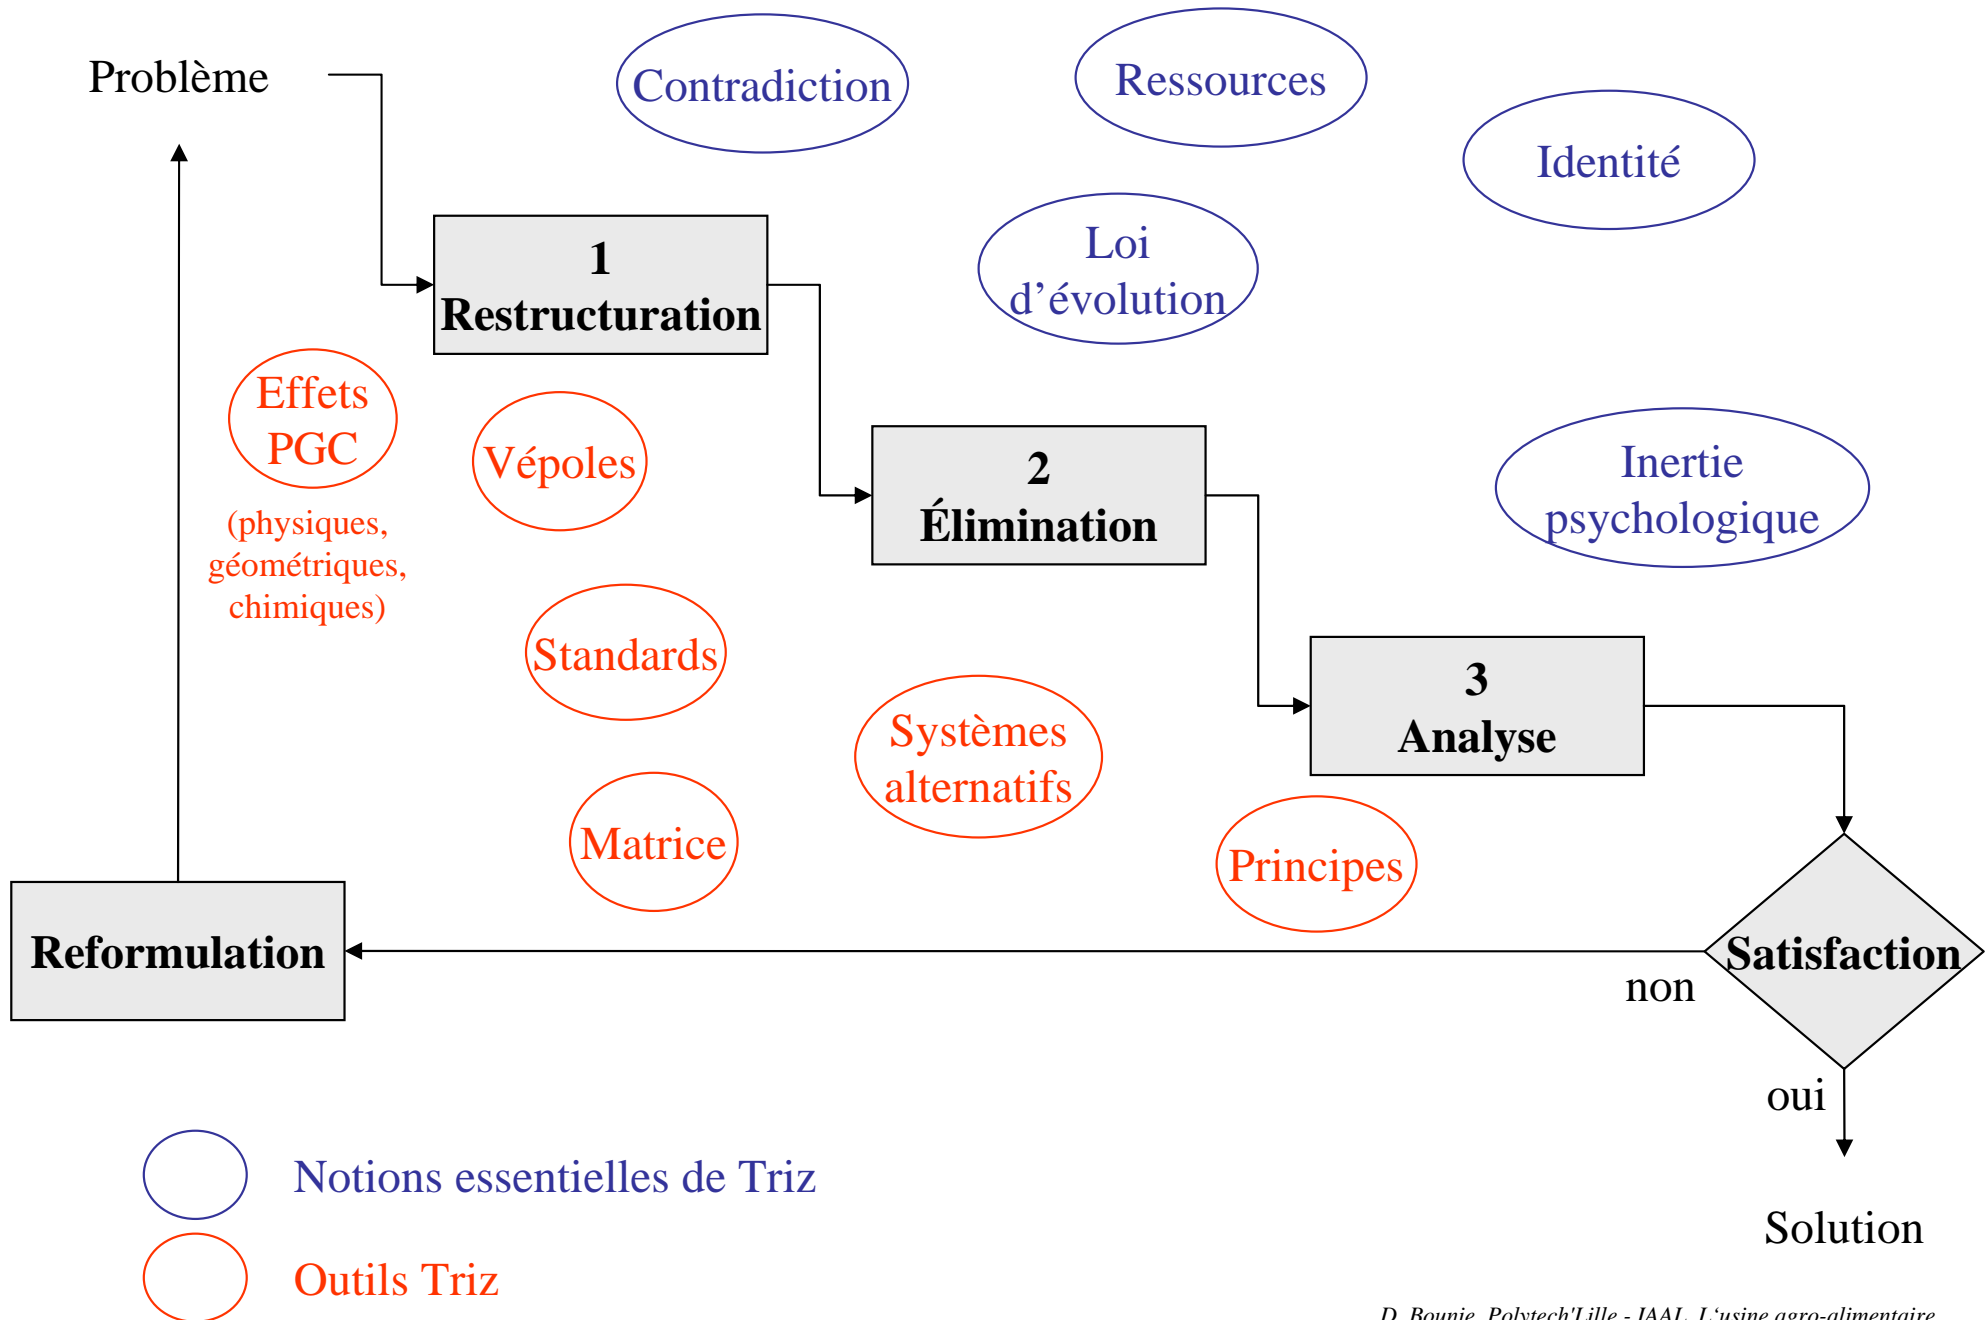 Problème
Contradiction
Ressources
Identité
Loi
d’évolution
1
Restructuration
Effets
PGC
(physiques,
géométriques,
chimiques)
Vépoles
2
Élimination
Inertie
psychologique
Standards
3
Analyse
Systèmes
alternatifs
Matrice
Principes
Reformulation
Satisfaction
non
oui
Notions essentielles de Triz
Solution
Outils Triz
D. Bounie, Polytech'Lille - IAAL, L‘usine agro-alimentaire